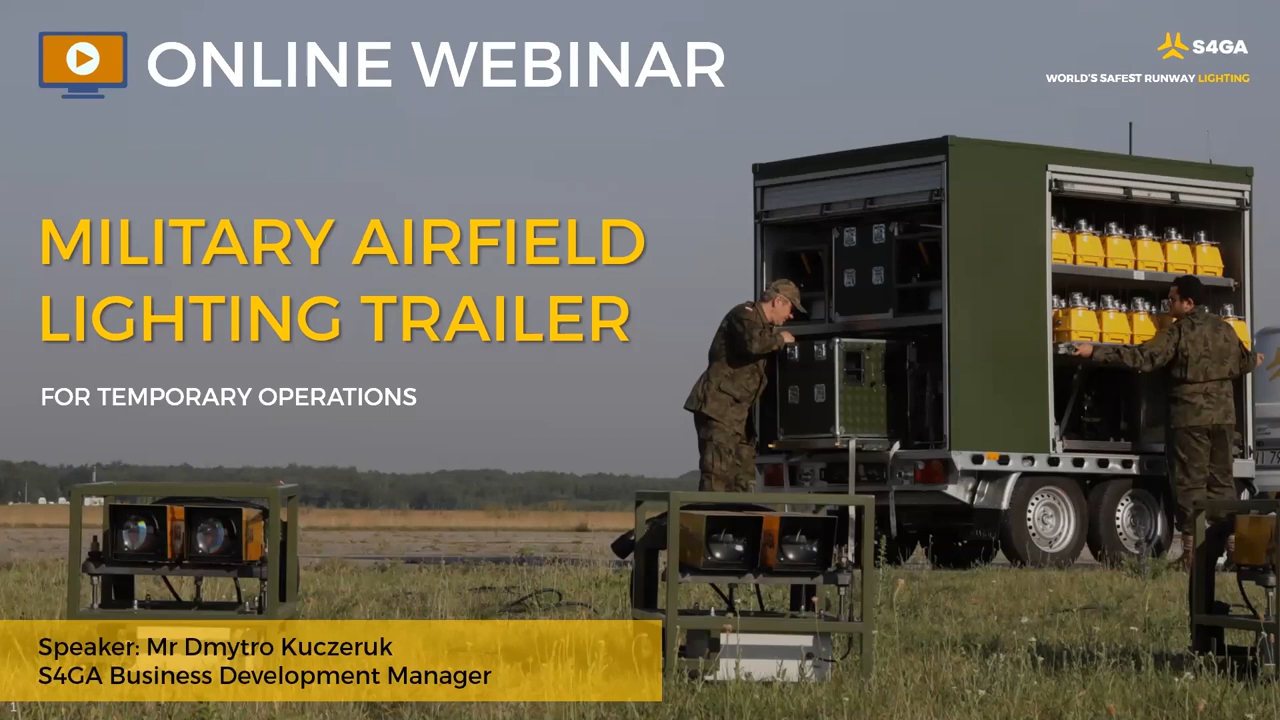 ONLINE WEBINAR
S4GA
WORLD'S SAFEST RUNWAY LIGHTING
MILITARY AIRFIELD
LIGHTING TRAILER
FOR TEMPORARY OPERATIONS
Speaker: Mr Dmytro Kuczeruk
S4GA Business Development Manager
1